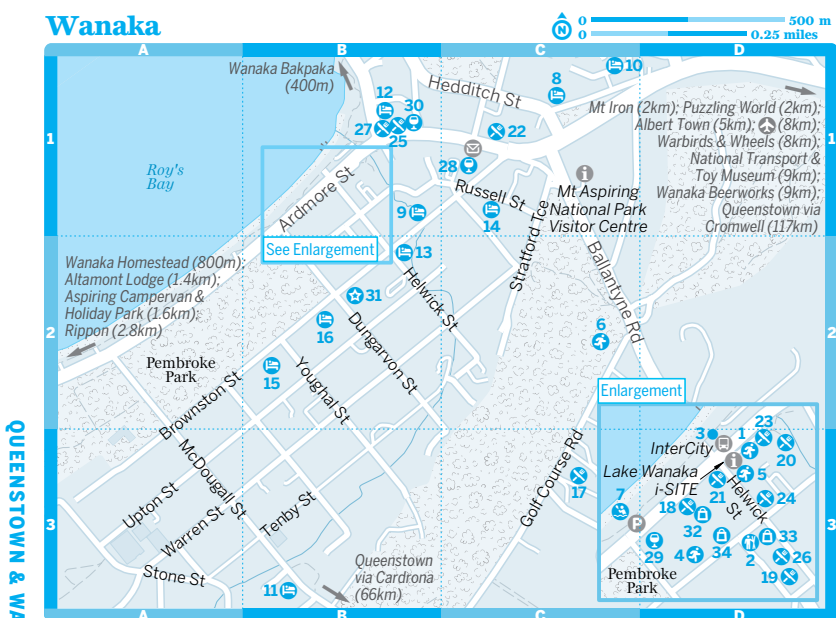 Wanaka
N
0 500 m
0 0.25 miles
A
B
C
D
Wanaka Bakpaka
(400m)
Hedditch St
10
8
12
30
27
25
22
28
1
1
Mt Iron (2km); Puzzling World (2km);
Albert Town (5km); (8km);
Warbirds & Wheels (8km);
National Transport &
Toy Museum (9km);
Wanaka Beerworks (9km);
Queenstown via
Cromwell (117km)
Roy's
Bay
Ardmore St
Russell St
i
Mt Aspiring
National Park
Visitor Centre
9
14
Stratford Tce
See Enlargement
13
Helwick St
Ballantyne Rd
Wanaka Homestead (800m);
Altamont Lodge (1.4km);
Aspiring Campervan &
Holiday Park (1.6km);
Rippon (2.8km)
31
16
Dungarvon St
6
2
2
Pembroke
Park
15
Youghal St
Brownston St
Enlargement
McDougall St
Golf Course Rd
17
3
1
23
InterCity
20
Lake Wanaka
i-SITE
i
5
21
Helwick
St
24
7
18
P
32
33
29
4
34
2
26
19
Pembroke
Park
Upton St
Warren St
Tenby St
Stone St
3
3
11
Queenstown
via Cardrona
(66km)
A
B
C
D
QUEENSTOWN & WA